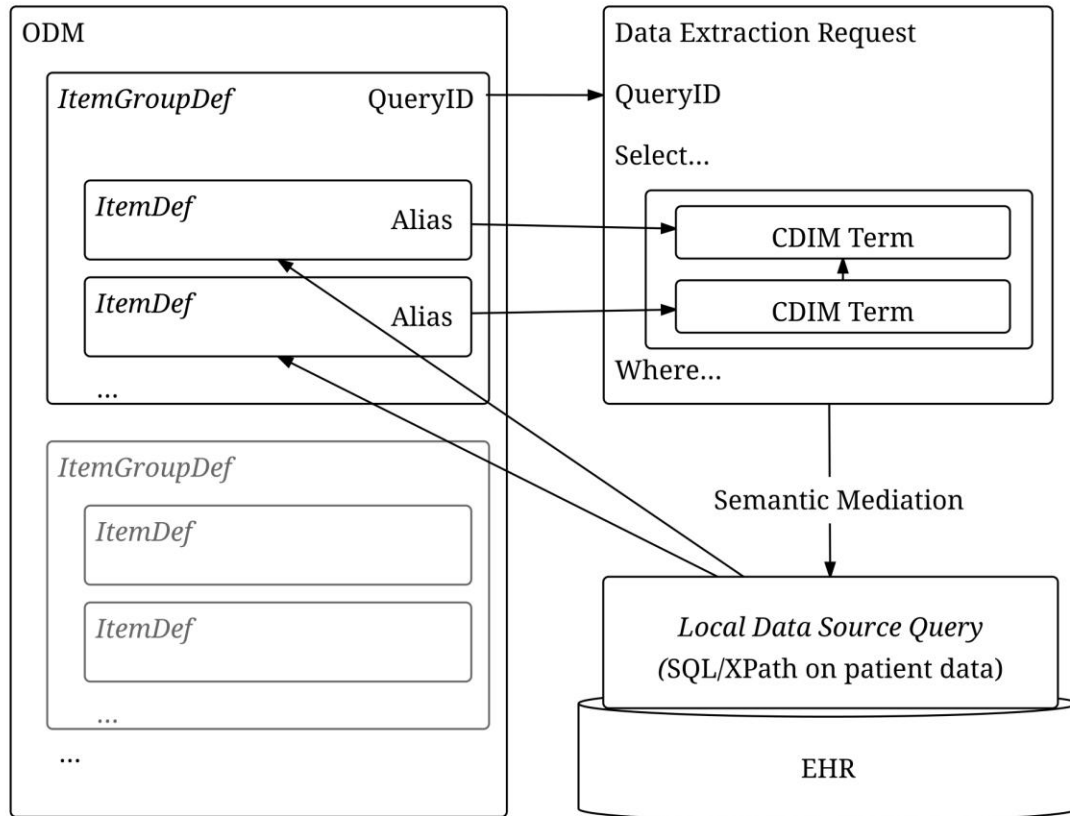 ODM
ItemGroupDef
QueryID
ItemDef
Alias
ItemDef
Alias
...
ItemGroupDef
ItemDef
ItemDef
...
...
Data Extraction Request
QueryID
Select...
CDIM Term
CDIM Term
Where...
Semantic Mediation
Local Data Source Query
(SQL/XPath on patient data)
EHR